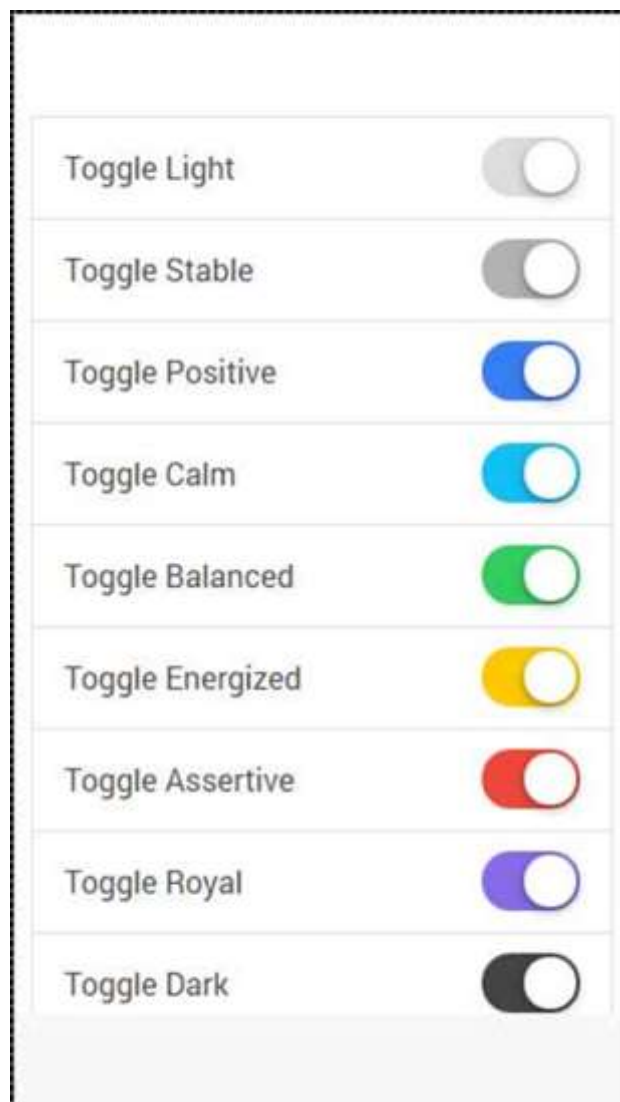 Toggle Light
Toggle Stable
Toggle Positive
Toggle Calm
Toggle Balanced
Toggle Energized
Toggle Assertive
Toggle Royal
Toggle Dark